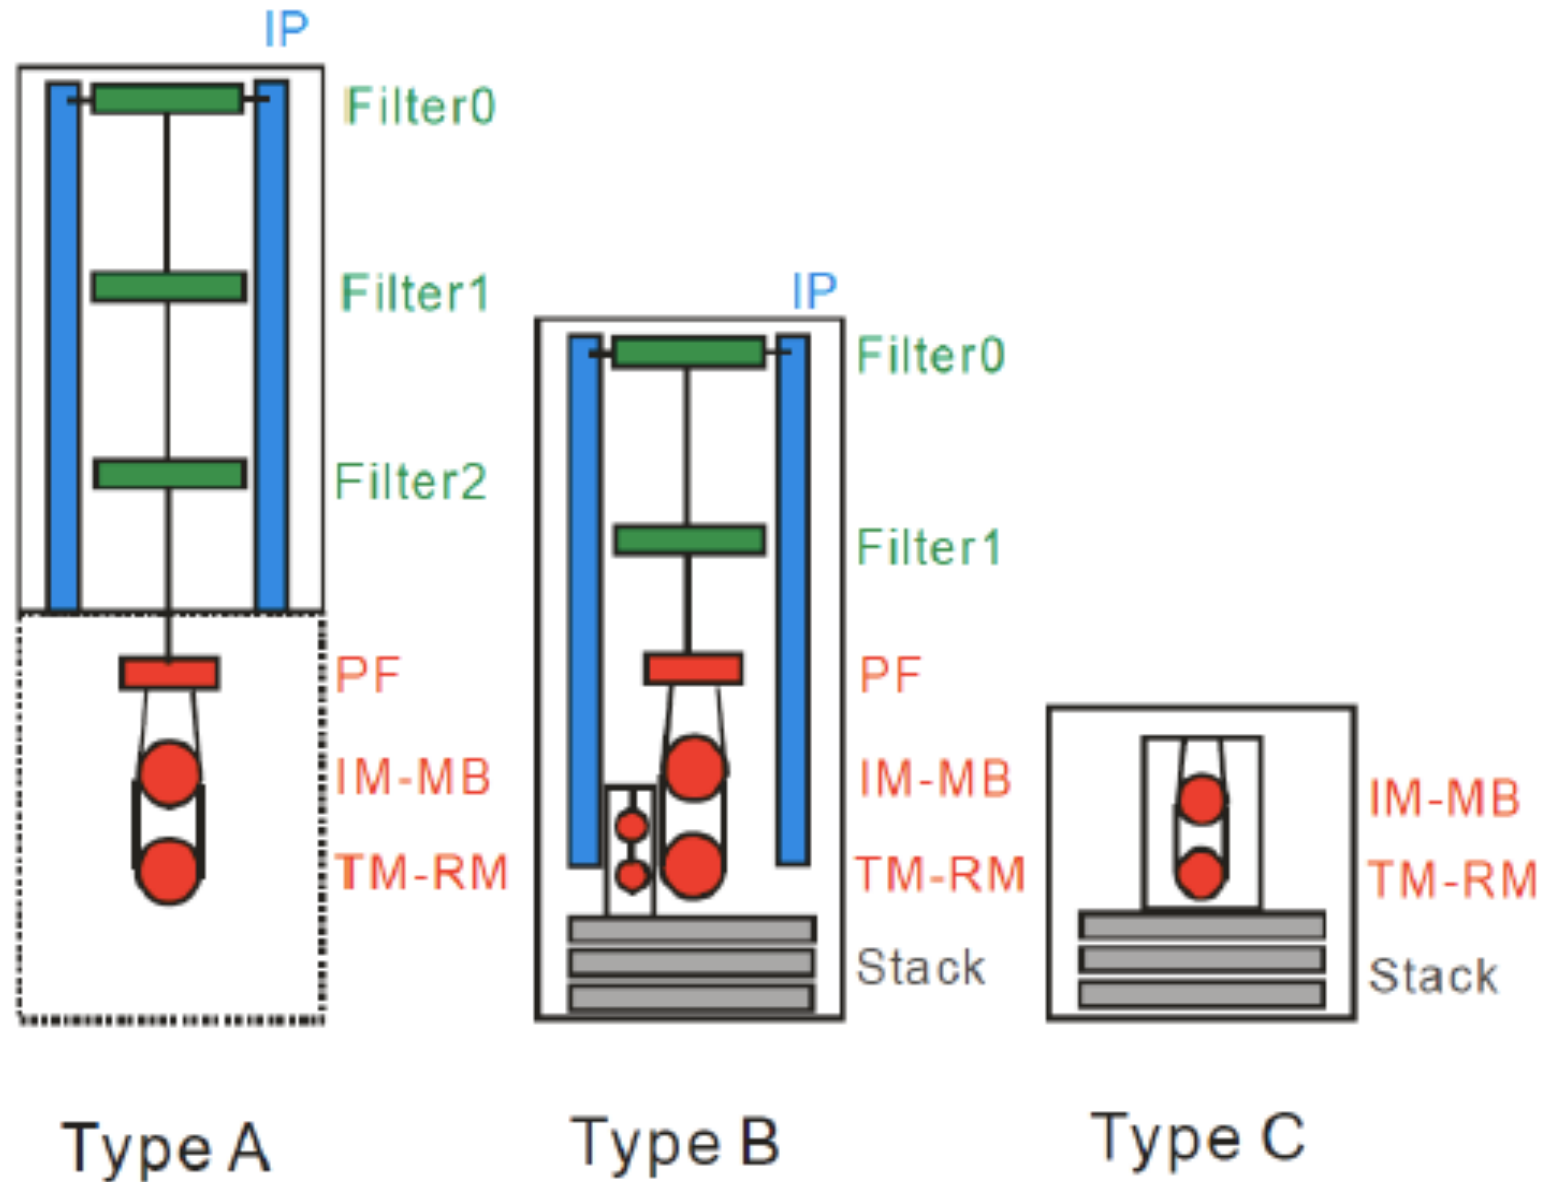 IP
Filter0
Filter1
Filter2
PF
IM-MB
TM-RM
Type A
IP
Filter0
Filter1
PF
IM-MB
TM-RM
Stack
Type B
IM-MB
TM-RM
Stack
Type C